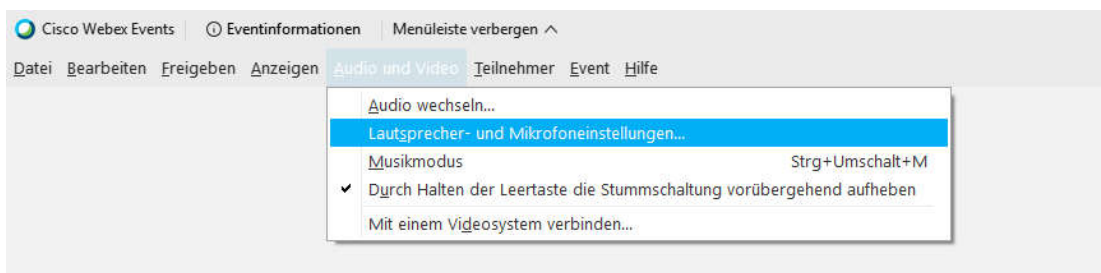 Cisco Webex Events Eventinformationen Menüleiste verbergen
Datei Bearbeiten Freigeben Anzeigen Audio und Video Teilnehmer Event Hilfe
Audio wechseln...
Lautsprecher- und Mikrofoneinstellungen...
Musikmodus Strg+Umschalt+M
Durch Halten der Leertaste die Stummschaltung vorübergehend aufheben
Mit einem Videosystem verbinden...